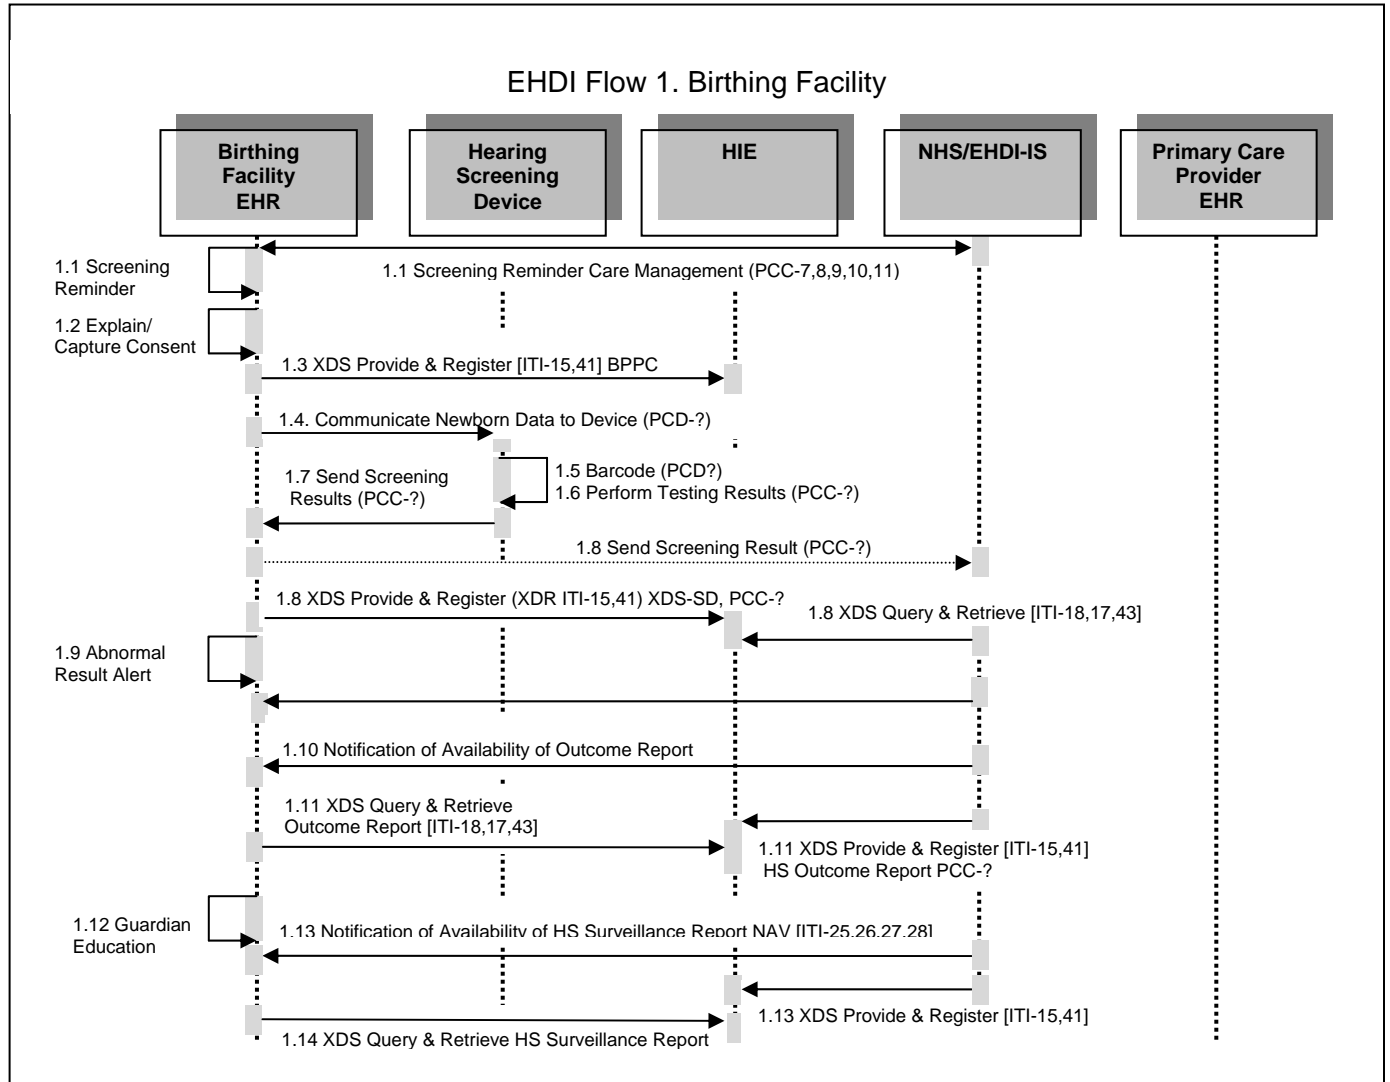 EHDI Flow 1. Birthing Facility
Birthing
Facility
EHR
Hearing
Screening
Device
HIE
NHS/EHDI-IS
Primary Care
Provider
EHR
1.1 Screening
Reminder
1.1 Screening Reminder Care Management (PCC-7,8,9,10,11)
1.2 Explain/
Capture Consent
1.3 XDS Provide & Register [ITI-15,41] BPPC
1.4. Communicate Newborn Data to Device (PCD-?)
1.7 Send Screening
Results (PCC-?)
1.5 Barcode (PCD?)
1.6 Perform Testing Results (PCC-?)
1.8 Send Screening Result (PCC-?)
1.8 XDS Provide & Register (XDR ITI-15,41) XDS-SD, PCC-?
1.8 XDS Query & Retrieve [ITI-18,17,43]
1.9 Abnormal
Result Alert
1.10 Notification of Availability of Outcome Report
1.11 XDS Query & Retrieve
Outcome Report [ITI-18,17,43]
1.11 XDS Provide & Register [ITI-15,41]
HS Outcome Report PCC-?
1.12 Guardian
Education
1.13 Notification of Availability of HS Surveillance Report NAV [ITI-25,26,27,28]
1.13 XDS Provide & Register [ITI-15,41]
1.14 XDS Query & Retrieve HS Surveillance Report